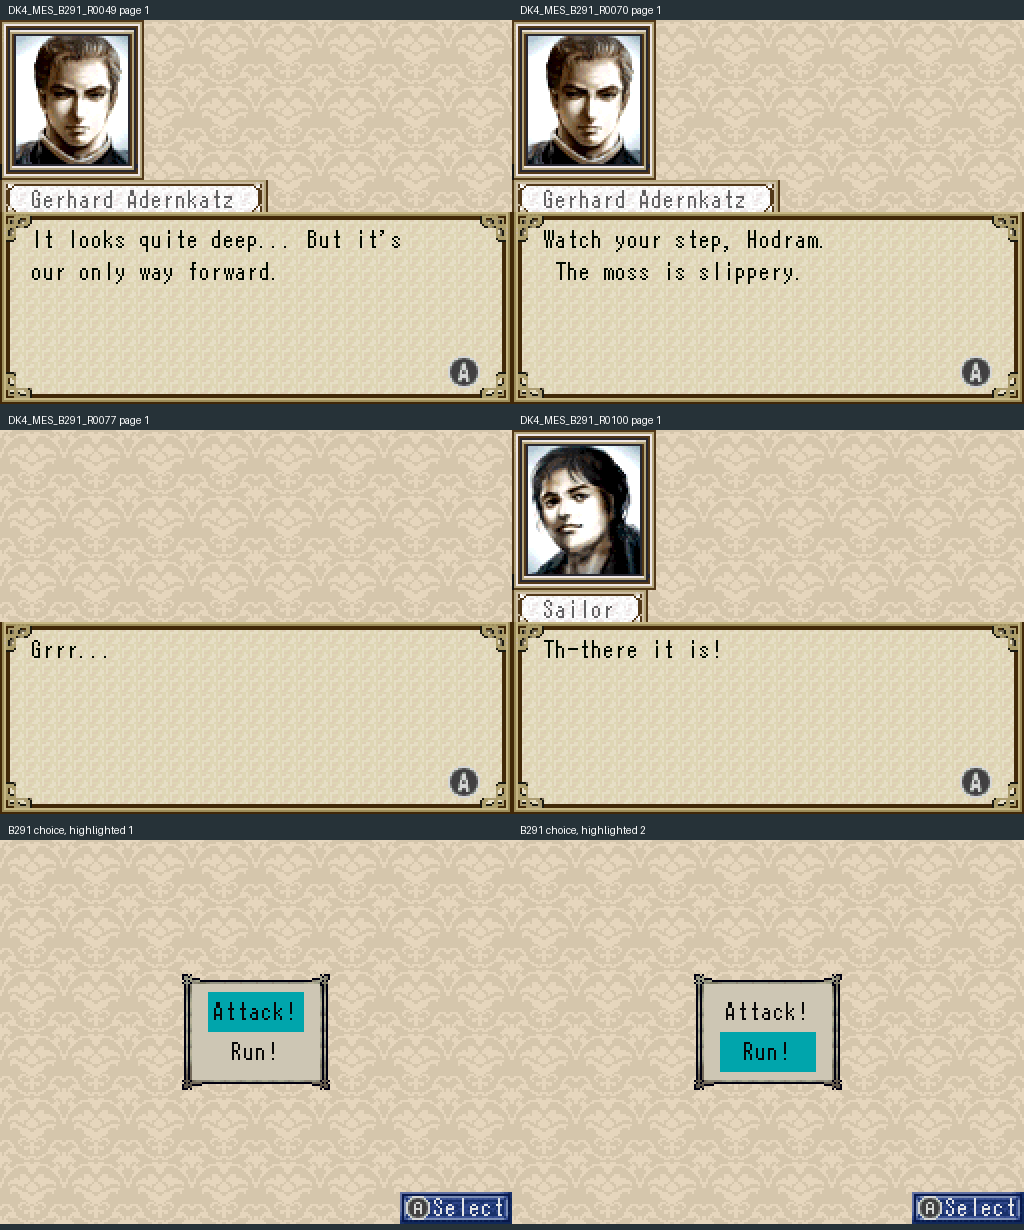 DK4_MES_B291_R0049 page 1
Gerhard Adernkatz
It looks quite deep... But it's
our only way forward.
A
DK4_MES_B291_R0070 page 1
Gerhard Adernkatz
Watch your step, Hodram.
The moss is slippery.
A
DK4_MES_B291_R0077 page 1
Grrr...
A
DK4_MES_B291_R0100 page 1
Sailor
Th-there it is!
A
B291 choice, highlighted 1
Attack!
Run!
A Select
B291 choice, highlighted 2
Attack!
Run!
A Select